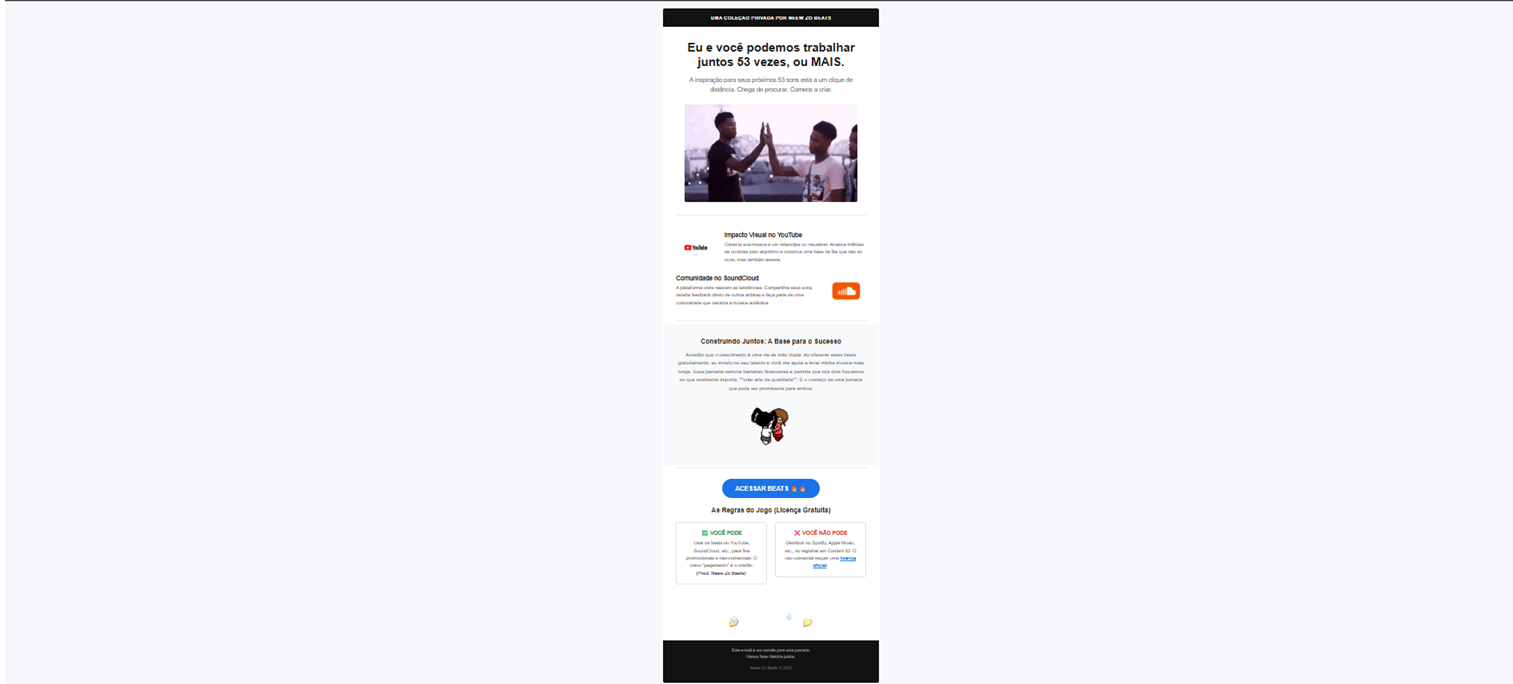 UMA COLEÇÃO PRIVADA POR NEEW ZO BEATS
Eu e você podemos trabalhar
juntos 53 vezes, ou MAIS.
A inspiração para seus próximos 53 sons está a um clique de
distância. Chega de procurar. Comece a criar.
YouTube
Impacto Visual no YouTube
Conecte sua música a um videoclipe ou visualizer. Alcance milhões
de ouvintes pelo algoritmo e construa uma base de fãs que não só
ouve, mas também assiste.
Comunidade no SoundCloud
A plataforma onde nascem as tendências. Compartilhe seus sons,
receba feedback direto de outros artistas e faça parte de uma
comunidade que valoriza a música autêntica.
Construindo Juntos: A Base para o Sucesso
Acredito que o crescimento é uma via de mão dupla. Ao oferecer estes beats
gratuitamente, eu invisto no seu talento e você me ajuda a levar minha música mais
longe. Essa parceria remove barreiras financeiras e permite que nós dois foquemos
no que realmente importa: **criar arte de qualidade**. É o começo de uma jornada
que pode ser promissora para ambos.
ACESSAR BEATS 🔥🔥
As Regras do Jogo (Licença Gratuita)
✅ VOCÊ PODE
Usar os beats no YouTube,
SoundCloud, etc., para fins
promocionais e não-comerciais. O
único "pagamento" é o crédito:
(Prod. Neew Zo Beats)
❌ VOCÊ NÃO PODE
Distribuir no Spotify, Apple Music,
etc., ou registrar em Content ID. O
uso comercial requer uma licença
oficial.
Este e-mail é um convite para uma parceria.
Vamos fazer história juntos.
Neew Zo Beats © 2025